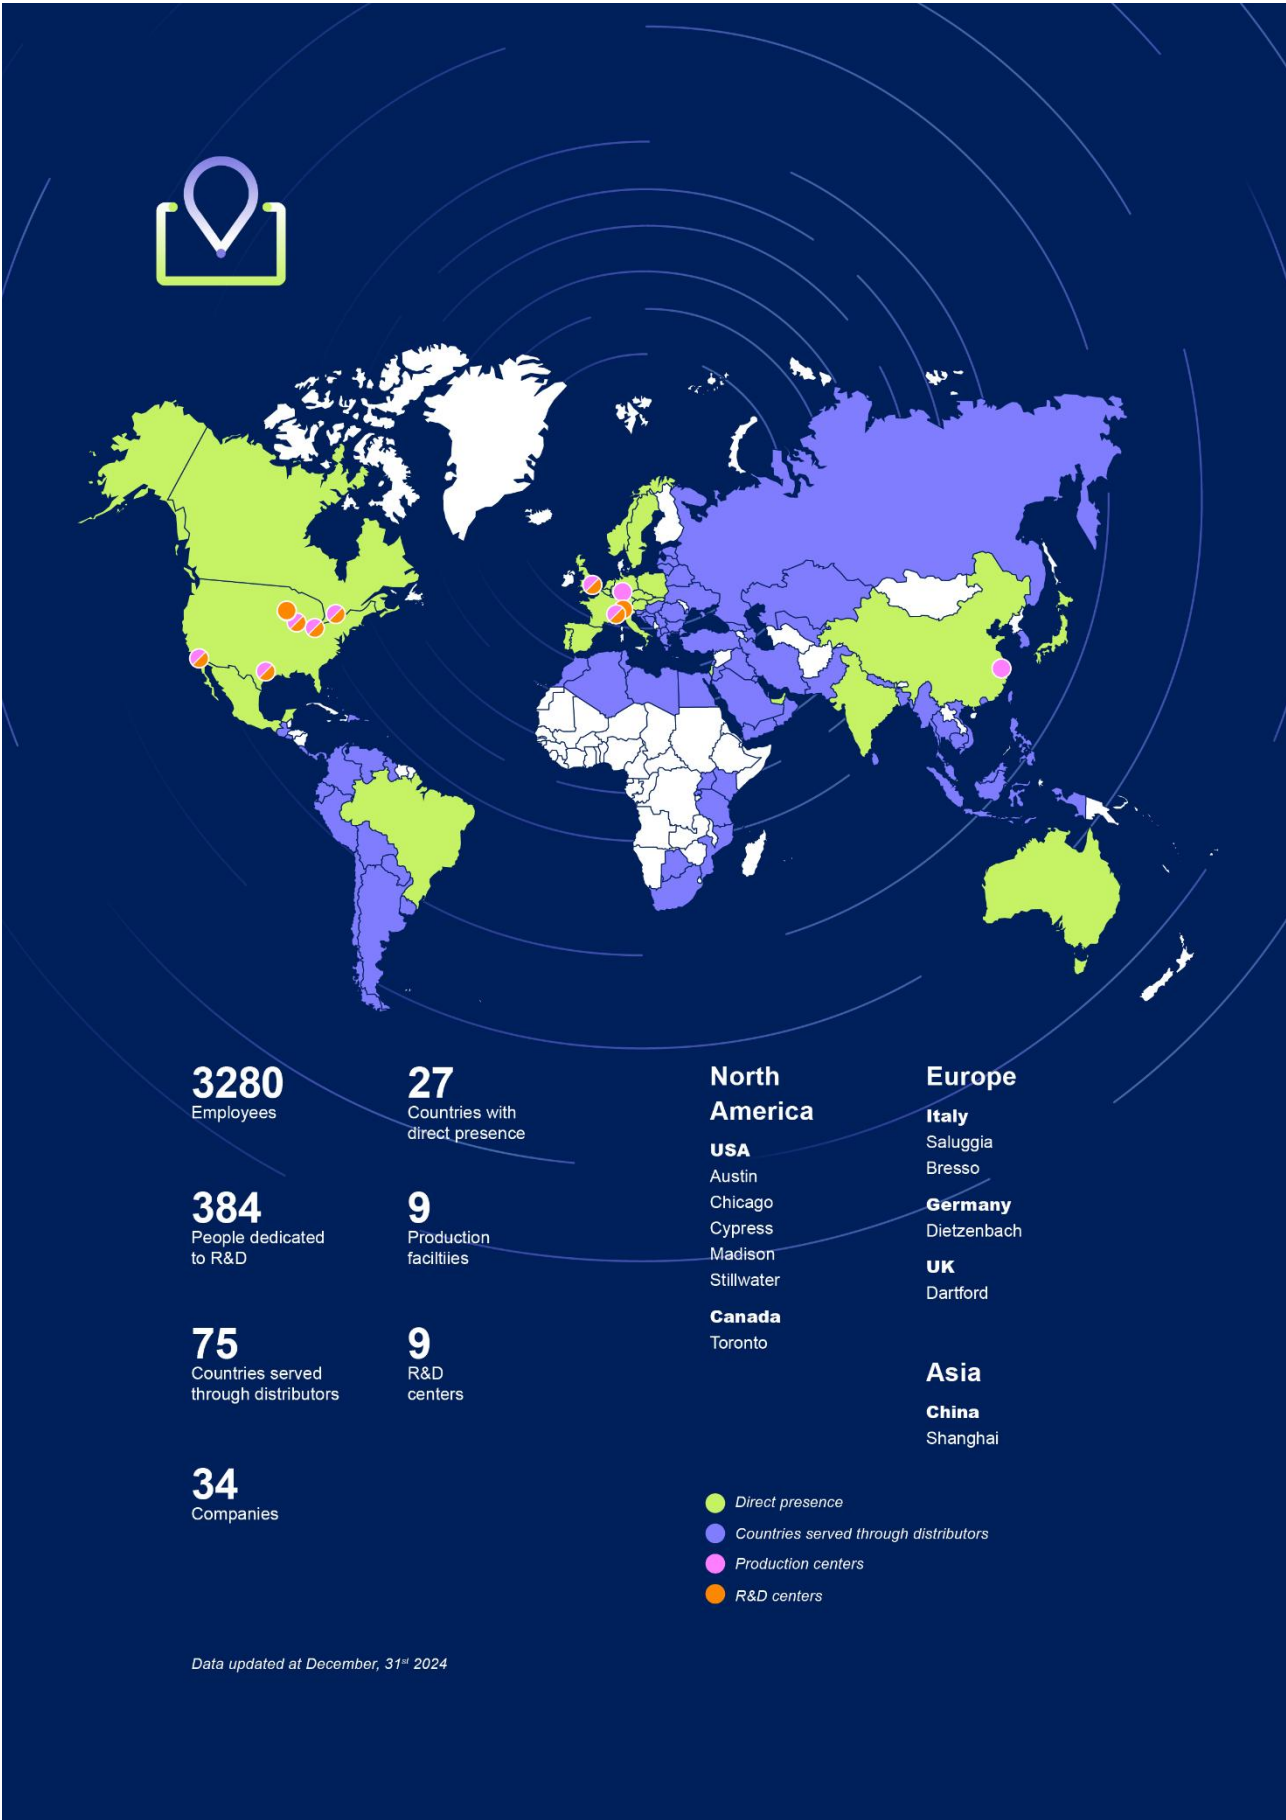 3280
Employees
27
Countries with
direct presence
384
People dedicated
to R&D
9
Production
faciltiies
75
Countries served
through distributors
9
R&D
centers
34
Companies
North
America
USA
Austin
Chicago
Cypress
Madison
Stillwater
Canada
Toronto
Europe
Italy
Saluggia
Bresso
Germany
Dietzenbach
UK
Dartford
Asia
China
Shanghai
Direct presence
Countries served through distributors
Production centers
R&D centers
Data updated at December, 31st 2024